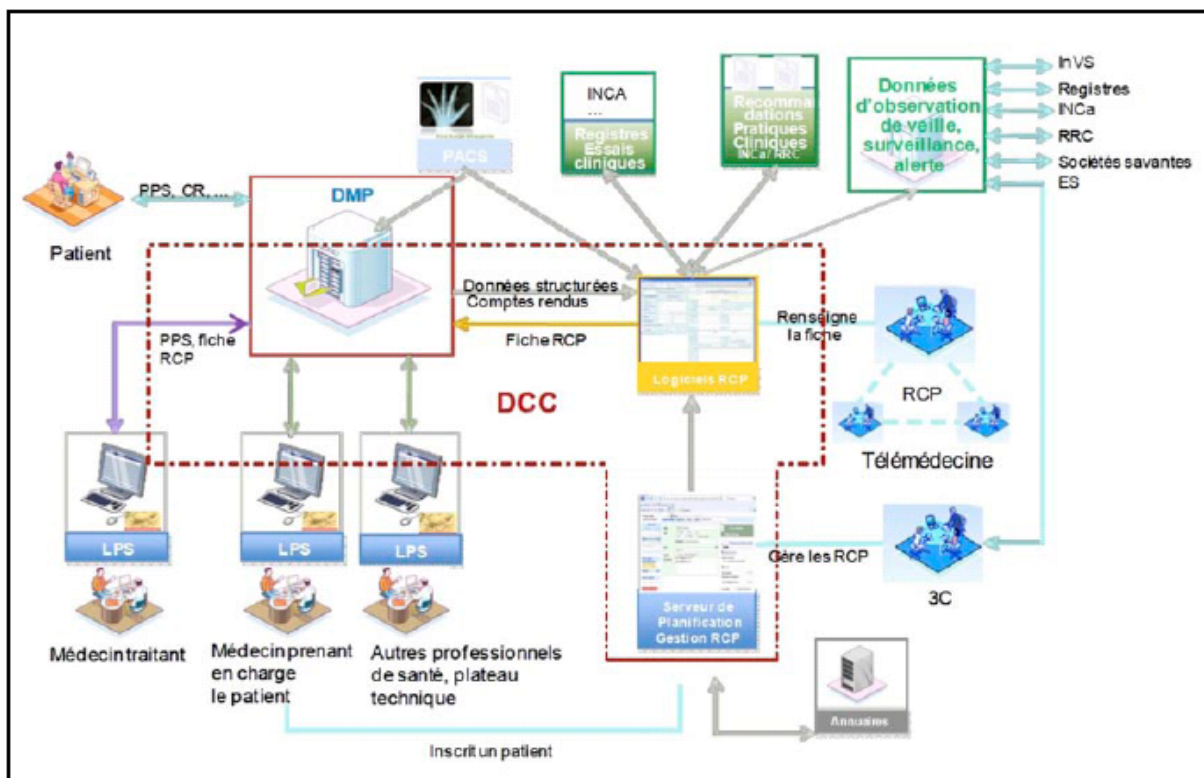 INCA
...
Registres
Essais
cliniques
Recomman
dations
Pratiques
Cliniques
INCa/ RRC
Données
d'observation
de veille,
surveillance,
alerte
InVS
Registres
INCa
RRC
Sociétés savantes
ES
PACS
DMP
PPS, CR, ...
Patient
Données structurées
Comptes rendus
Fiche RCP
PPS, fiche
RCP
Renseigne
la fiche
Logiciels RCP
DCC
RCP
Télémédecine
LPS
LPS
LPS
Gère les RCP
3C
Serveur de
Planification
Gestion RCP
Médecin traitant
Médecin prenant
en charge
le patient
Autres professionnels
de santé, plateau
technique
Annuaires
Inscrit un patient